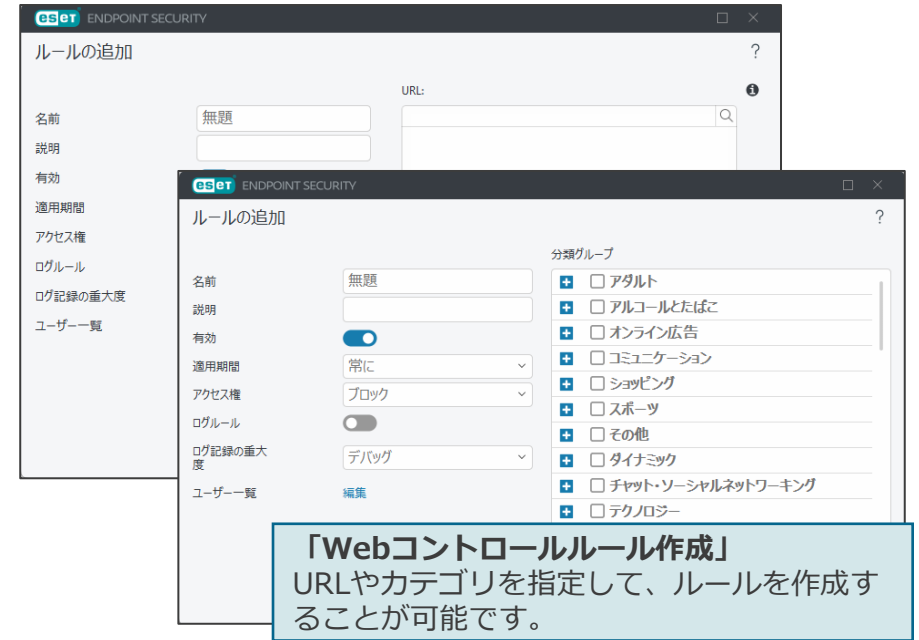 eset ENDPOINT SECURITY
ルールの追加
?
URL:
名前
無題
説明
有効
適用期間
アクセス権
ログルール
ログ記録の重大度
ユーザー一覧
eset ENDPOINT SECURITY
ルールの追加
?
分類グループ
名前
無題
説明
有効
適用期間
常に
アクセス権
ブロック
ログルール
ログ記録の重大
度
デバッグ
ユーザー一覧
編集
アダルト
アルコールとたばこ
オンライン広告
コミュニケーション
ショッピング
スポーツ
その他
ダイナミック
チャット・ソーシャルネットワーキング
テクノロジー
「Webコントロールルール作成」
URLやカテゴリを指定して、ルールを作成す
ることが可能です。